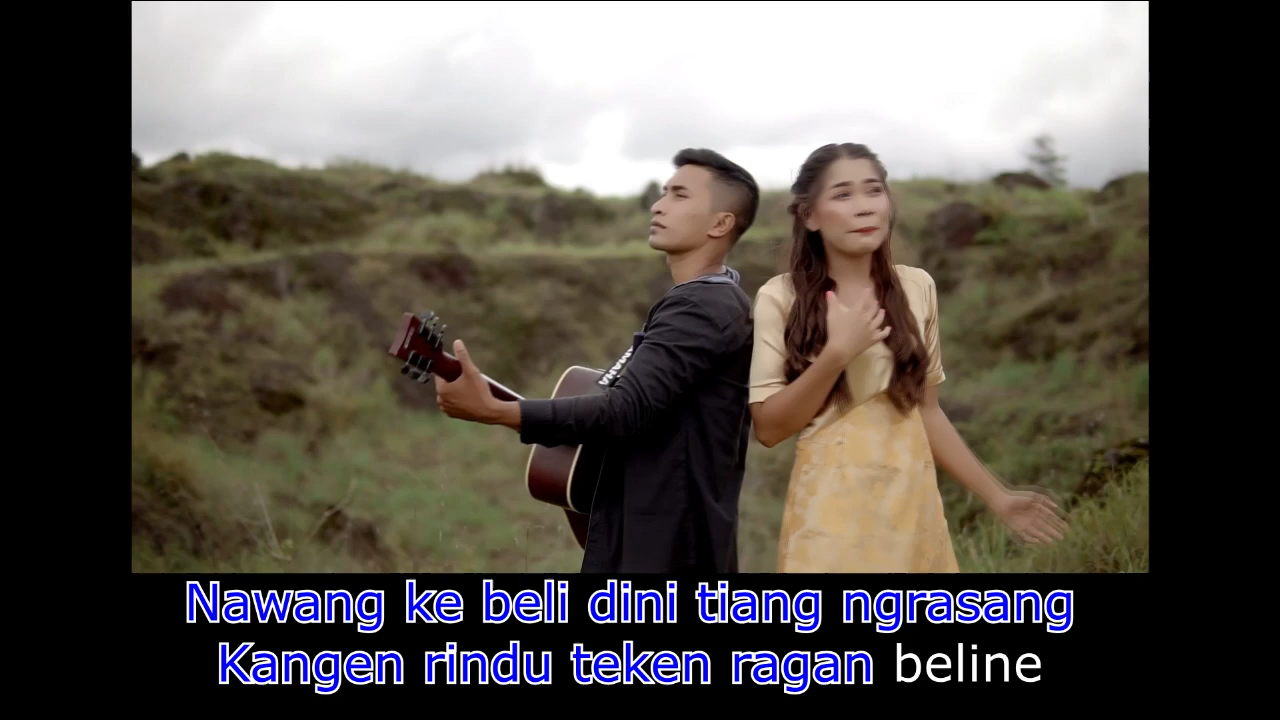 Nawang ke beli dini tiang ngrasang
Kangen rindu teken ragan beline